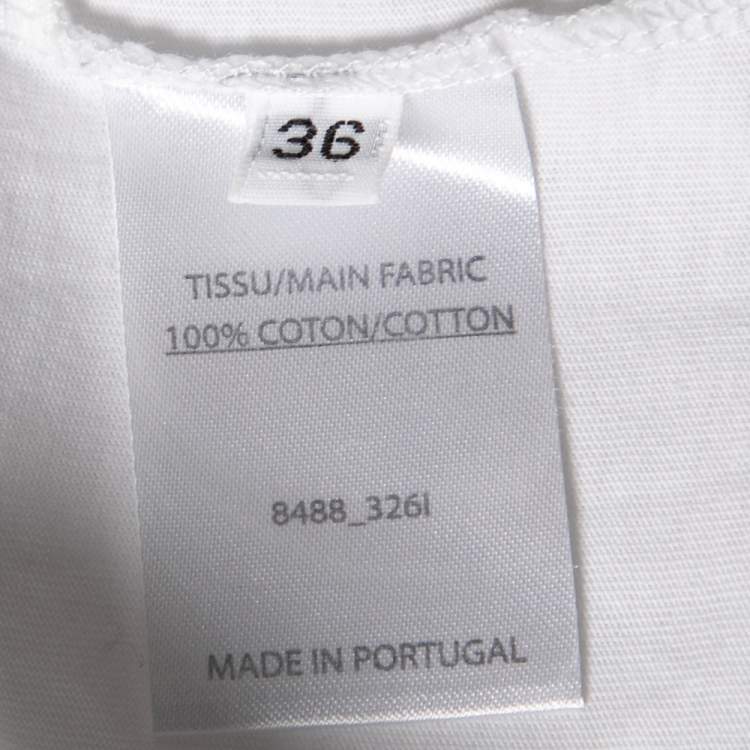 36
TISSU/MAIN FABRIC
100% COTON/COTTON
8488_326I
MADE IN PORTUGAL